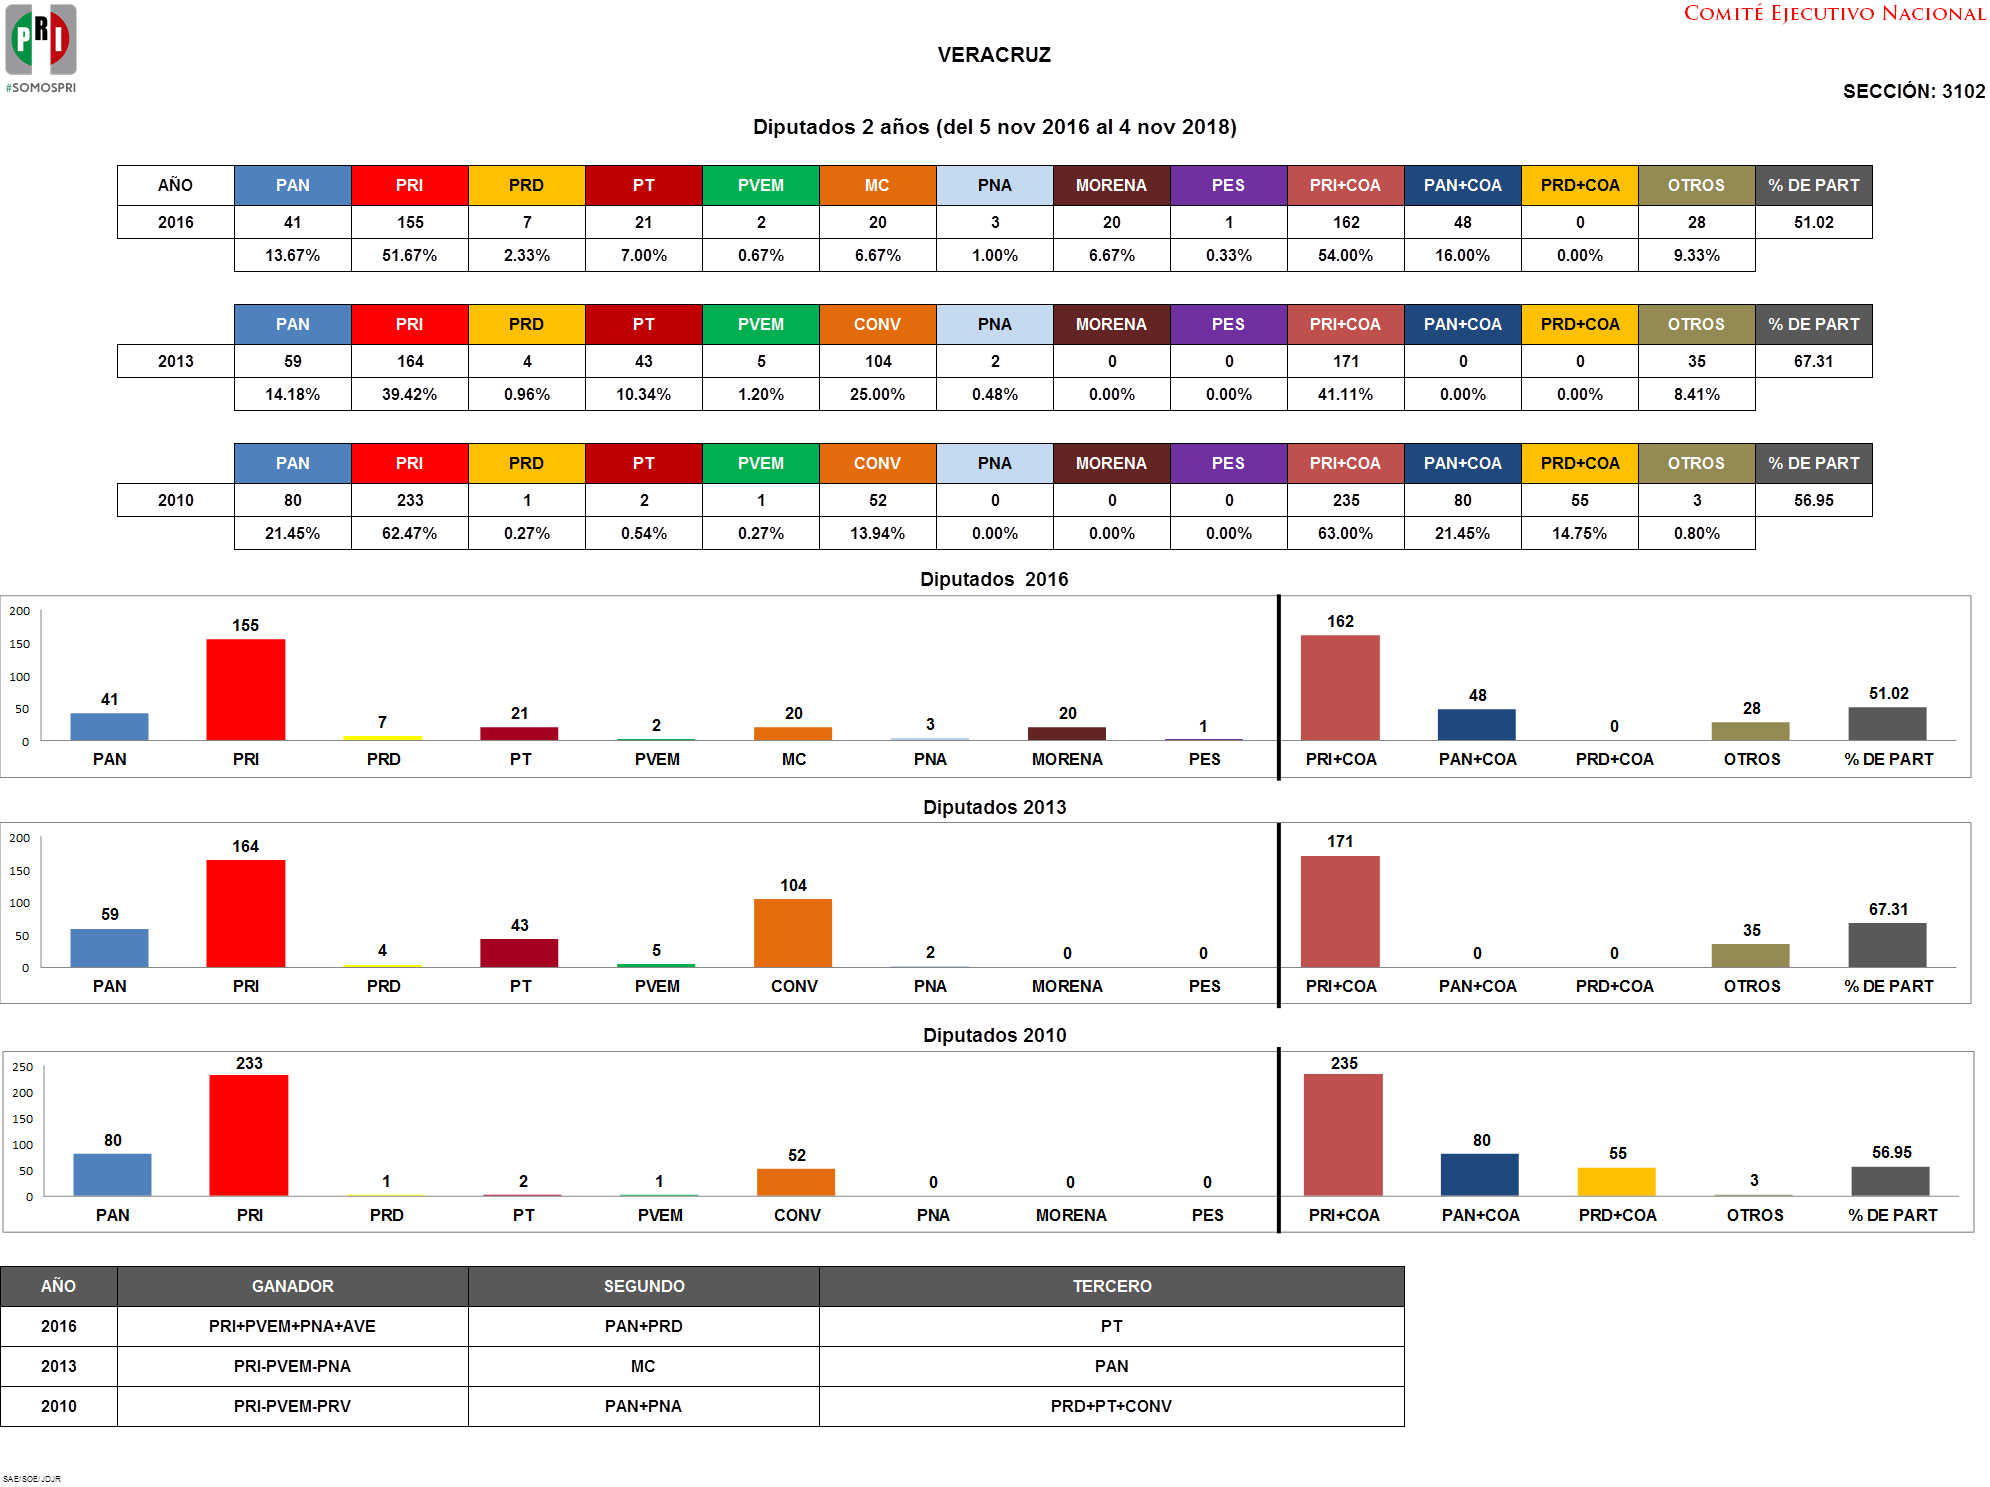 PRI
#SOMOSPRI
COMITÉ EJECUTIVO NACIONAL
VERACRUZ
SECCIÓN: 3102
Diputados 2 años (del 5 nov 2016 al 4 nov 2018)
AÑO PAN PRI PRD PT PVEM MC PNA MORENA PES PRI+COA PAN+COA PRD+COA OTROS % DE PART
2016 41 155 7 21 2 20 3 20 1 162 48 0 28 51.02
13.67% 51.67% 2.33% 7.00% 0.67% 6.67% 1.00% 6.67% 0.33% 54.00% 16.00% 0.00% 9.33%
PAN PRI PRD PT PVEM CONV PNA MORENA PES PRI+COA PAN+COA PRD+COA OTROS % DE PART
2013 59 164 4 43 5 104 2 0 0 171 0 0 35 67.31
14.18% 39.42% 0.96% 10.34% 1.20% 25.00% 0.48% 0.00% 0.00% 41.11% 0.00% 0.00% 8.41%
PAN PRI PRD PT PVEM CONV PNA MORENA PES PRI+COA PAN+COA PRD+COA OTROS % DE PART
2010 80 233 1 2 1 52 0 0 0 235 80 55 3 56.95
21.45% 62.47% 0.27% 0.54% 0.27% 13.94% 0.00% 0.00% 0.00% 63.00% 21.45% 14.75% 0.80%
Diputados 2016
200
150
100
50
0
41 155 7 21 2 20 3 20 1 162 48 0 28 51.02
PAN PRI PRD PT PVEM MC PNA MORENA PES PRI+COA PAN+COA PRD+COA OTROS % DE PART
Diputados 2013
200
150
100
50
0
59 164 4 43 5 104 2 0 0 171 0 0 35 67.31
PAN PRI PRD PT PVEM CONV PNA MORENA PES PRI+COA PAN+COA PRD+COA OTROS % DE PART
Diputados 2010
250
200
150
100
50
0
80 233 1 2 1 52 0 0 0 235 80 55 3 56.95
PAN PRI PRD PT PVEM CONV PNA MORENA PES PRI+COA PAN+COA PRD+COA OTROS % DE PART
AÑO GANADOR SEGUNDO TERCERO
2016 PRI+PVEM+PNA+AVE PAN+PRD PT
2013 PRI-PVEM-PNA MC PAN
2010 PRI-PVEM-PRV PAN+PNA PRD+PT+CONV
SAE/SOE/JDJR